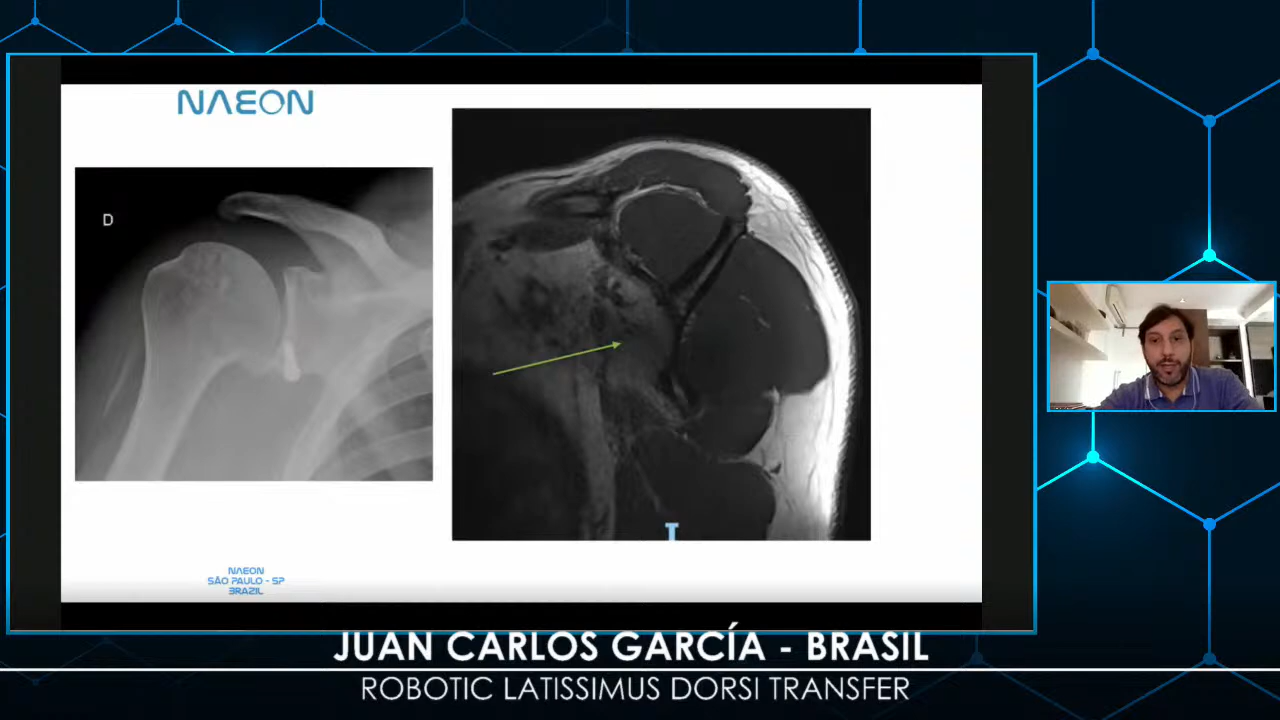 NAEON
D
T
NAEON
SÃO PAULO - SP
BRAZIL
JUAN CARLOS GARCÍA - BRASIL
ROBOTIC LATISSIMUS DORSI TRANSFER